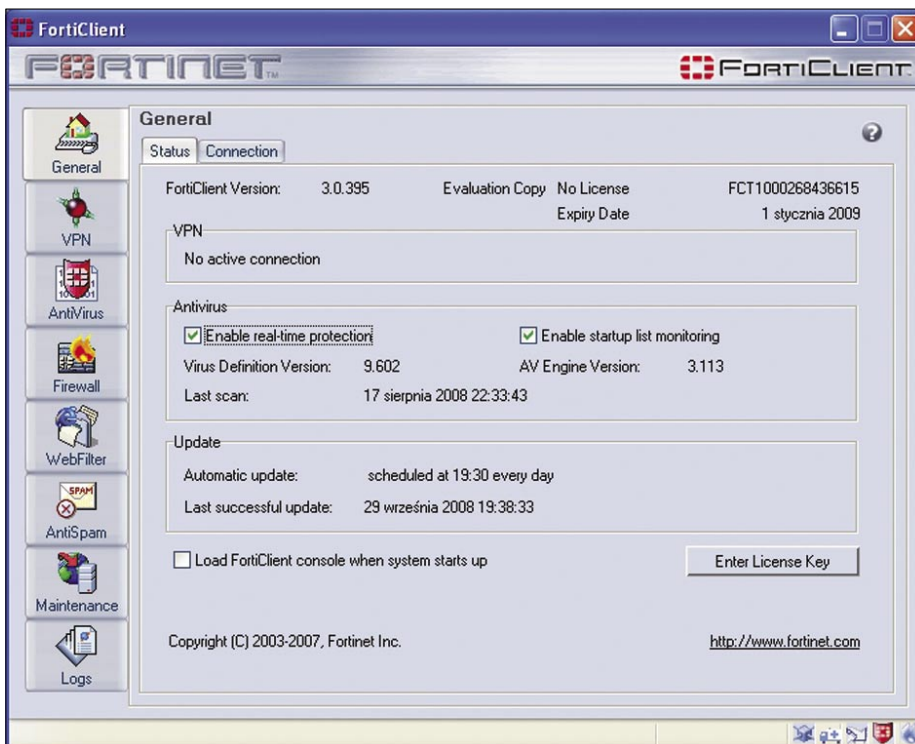 FortiClient
FORTINET™
FORTICLIENT
General
VPN
AntiVirus
Firewall
WebFilter
SPAM
AntiSpam
Maintenance
Logs
General
Status Connection
FortiClient Version: 3.0.395 Evaluation Copy No License FCT1000268436615
Expiry Date 1 stycznia 2009
VPN
No active connection
Antivirus
Enable real-time protection Enable startup list monitoring
Virus Definition Version: 9.602 AV Engine Version: 3.113
Last scan: 17 sierpnia 2008 22:33:43
Update
Automatic update: scheduled at 19:30 every day
Last successful update: 29 września 2008 19:38:33
Load FortiClient console when system starts up Enter License Key
Copyright (C) 2003-2007, Fortinet Inc. http://www.fortinet.com